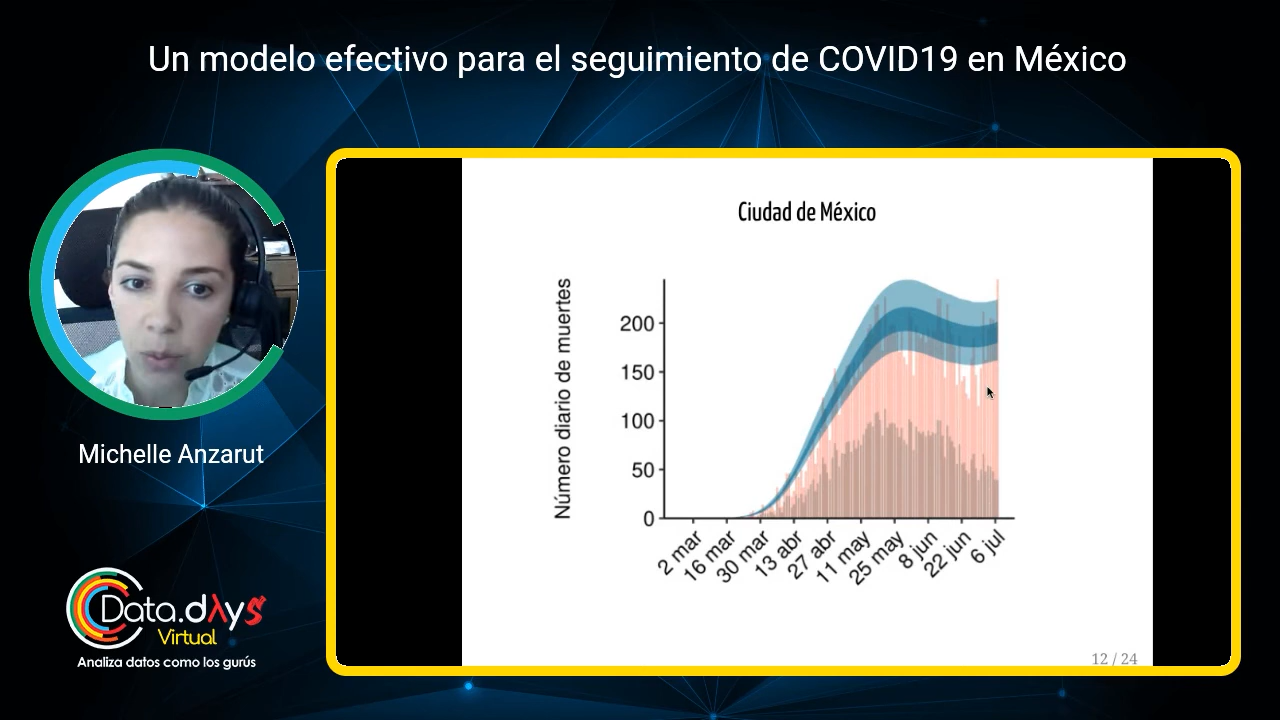 Un modelo efectivo para el seguimiento de COVID19 en México
Ciudad de México
Número diario de muertes
200
150
100
50
0
2 mar
16 mar
30 mar
13 abr
27 abr
11 may
25 may
8 jun
22 jun
6 jul
12 / 24
Michelle Anzarut
Data.dλys
Virtual
Analiza datos como los gurús